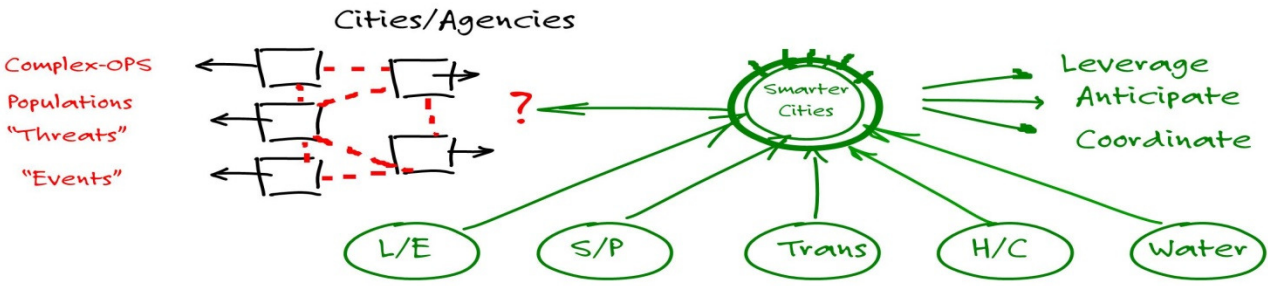 Cities/Agencies
Complex-OPS
Populations
"Threats"
"Events"
?
Smarter
Cities
Leverage
Anticipate
Coordinate
L/E
S/P
Trans
H/C
Water